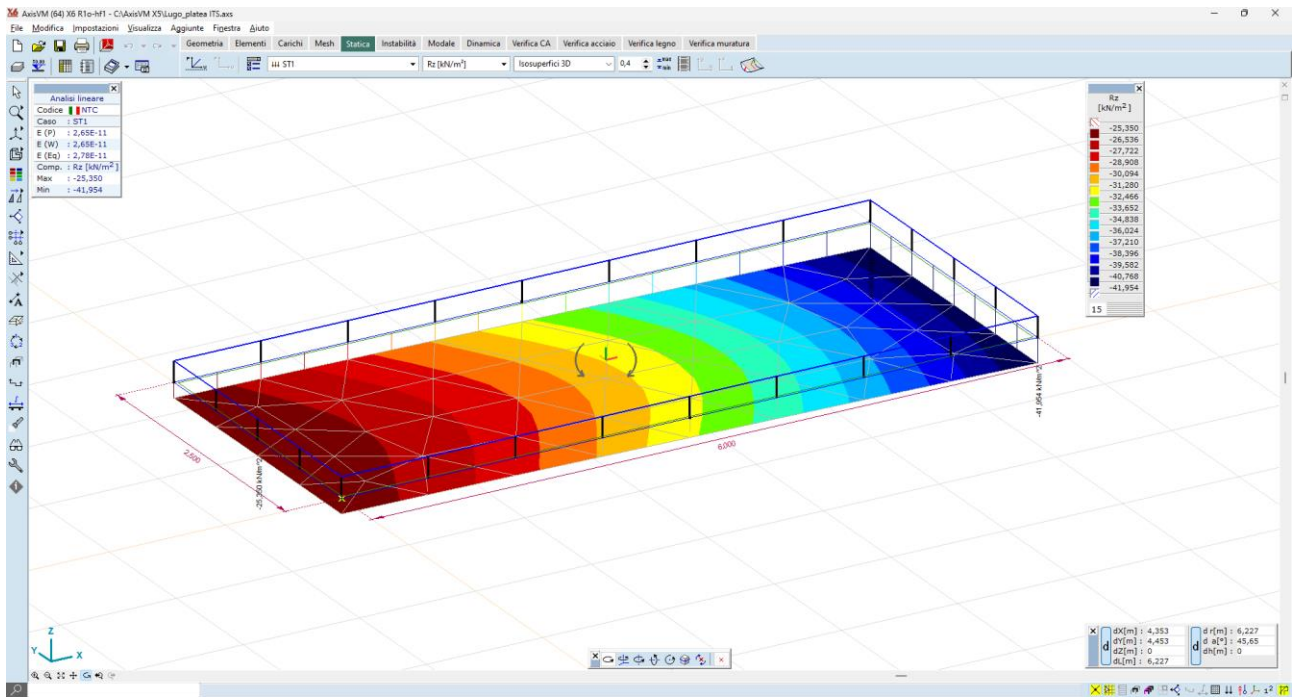 AxisVM (64) X6 R1o-hf1 - C:\AxisVM X5\Lugo_platea ITS.axs
File Modifica Impostazioni Visualizza Aggiunte Finestra Aiuto
Geometria Elementi Carichi Mesh Statica Instabilità Modale Dinamica Verifica CA Verifica acciaio Verifica legno Verifica muratura
ST1 Rz [kN/m²] Isosuperfici 3D 0,4
Analisi lineare
Codice NTC
Caso : ST1
E (P) : 2,65E-11
E (W) : 2,65E-11
E (Eq) : 2,78E-11
Comp. : Rz [kN/m²]
Max : -25,350
Min : -41,954
Rz
[kN/m²]
-25,350
-26,536
-27,722
-28,908
-30,094
-31,280
-32,466
-33,652
-34,838
-36,024
-37,210
-38,396
-39,582
-40,768
-41,954
15
2,500
-25,350 kN/m^2
6,000
-41,954 kN/m^2
Z
Y
X
d
dX[m] : 4,353
dY[m] : 4,453
dZ[m] : 0
dL[m] : 6,227
d
d r[m] : 6,227
d a[°] : 45,65
dh[m] : 0